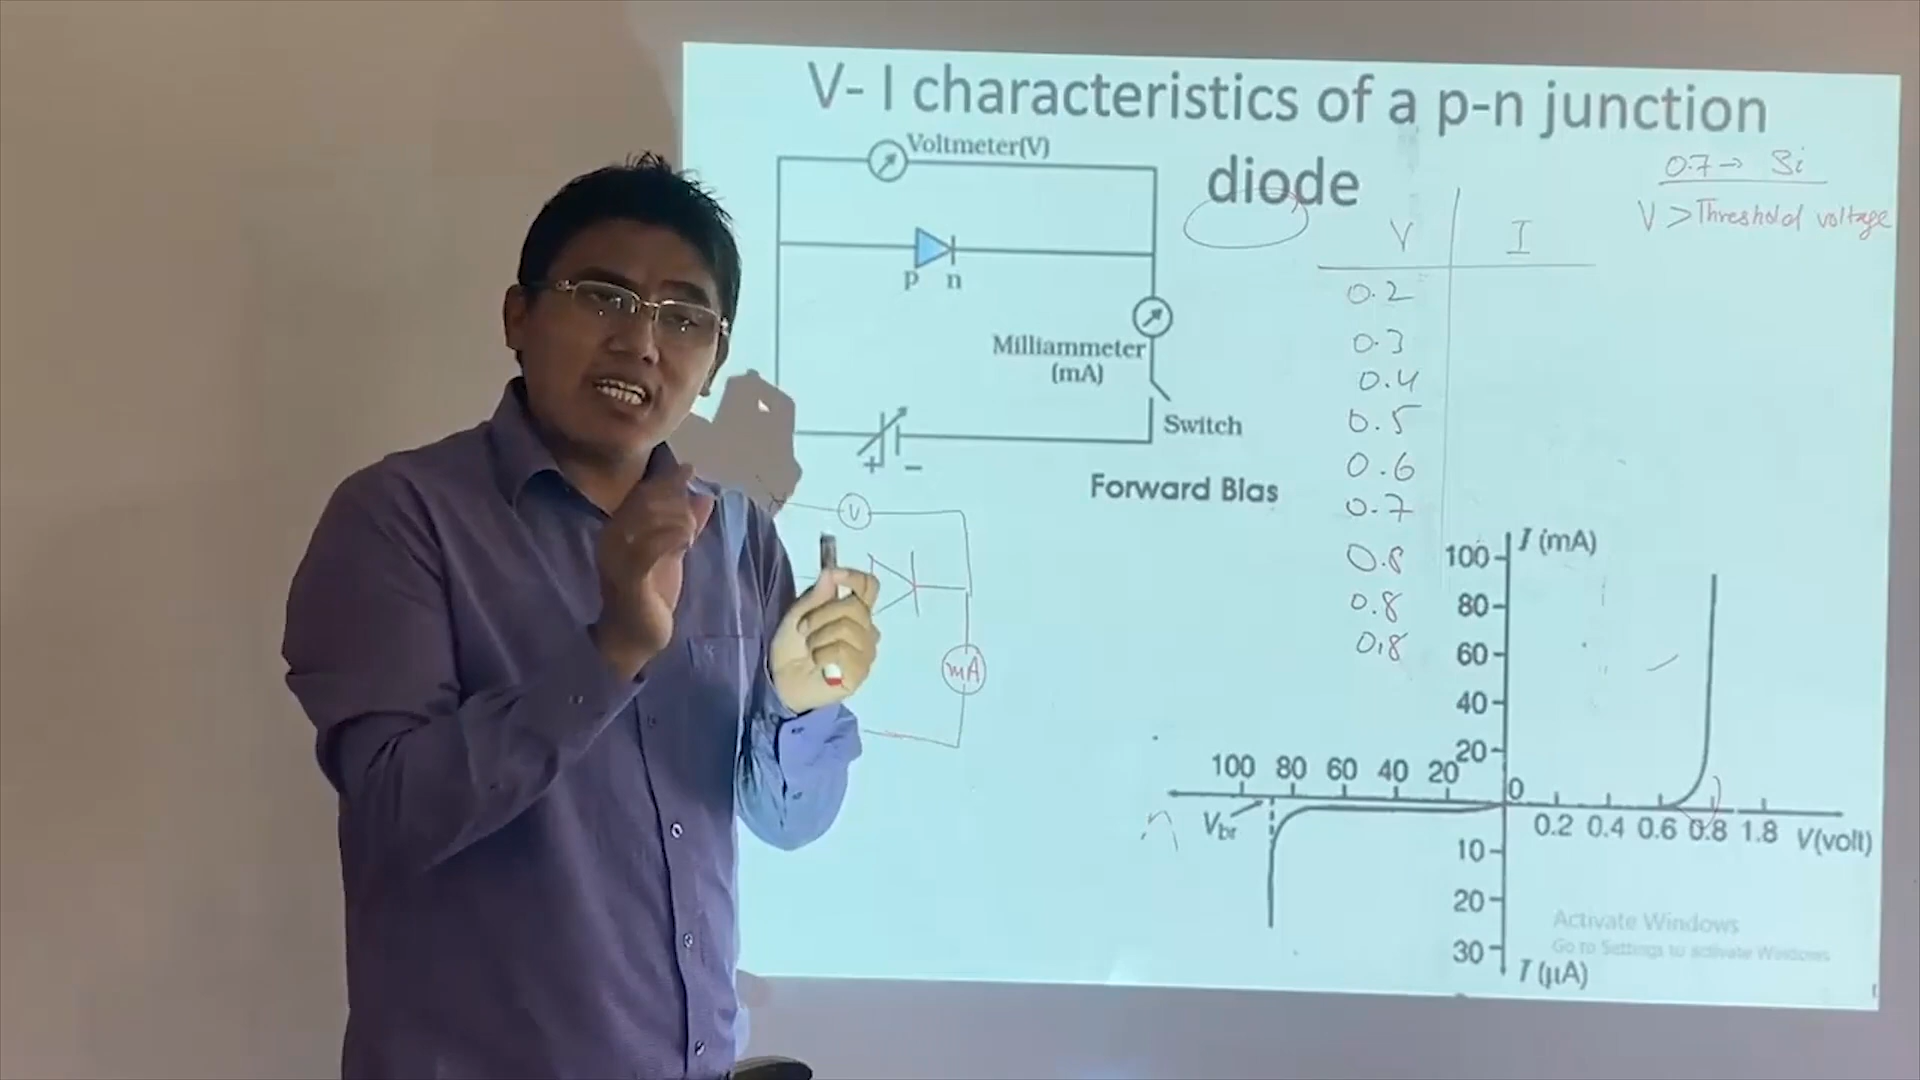 V- I characteristics of a p-n junction
diode
Voltmeter(V)
p n
Milliammeter
(mA)
Switch
+ −
Forward Bias
0.7 → Si
V > Threshold voltage
V I
0.2
0.3
0.4
0.5
0.6
0.7
0.8
0.8
0.8
V
mA
I (mA)
100
80
60
40
20
100 80 60 40 20 0
Vbr
0.2 0.4 0.6 0.8 1.8 V(volt)
10
20
30
I (μA)
Activate Windows
Go to Settings to activate Windows